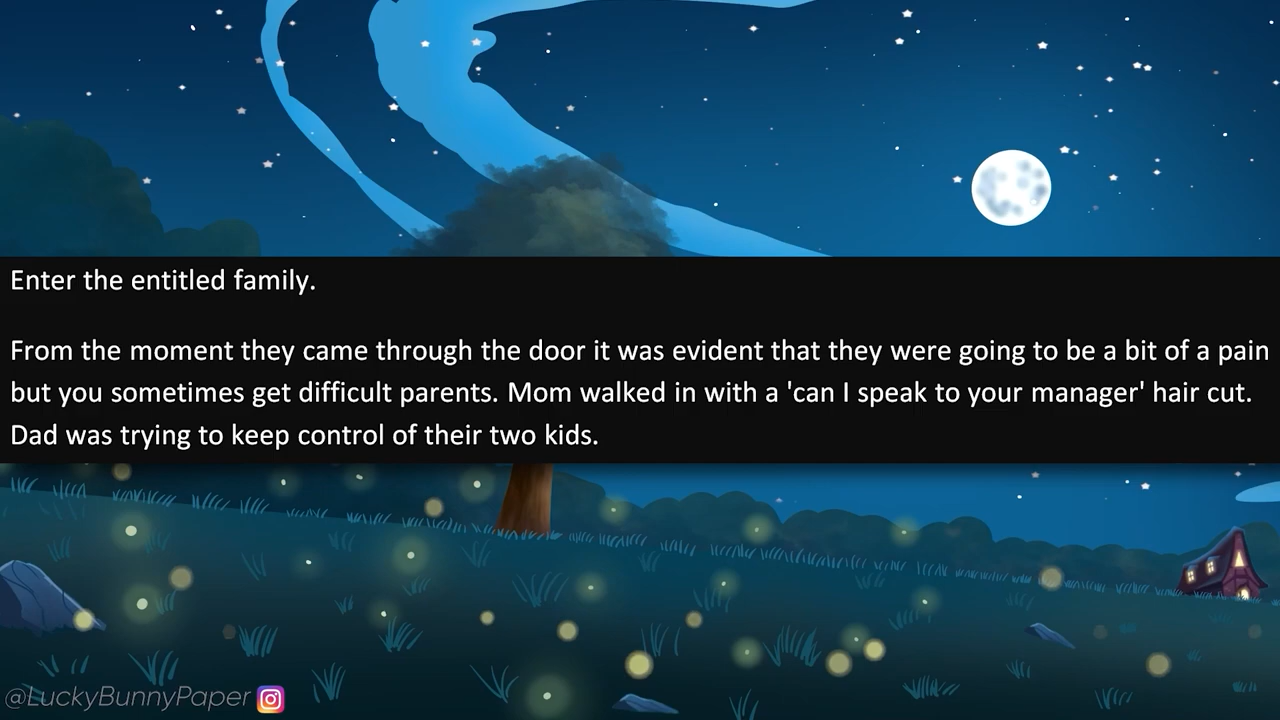 Enter the entitled family.
From the moment they came through the door it was evident that they were going to be a bit of a pain
but you sometimes get difficult parents. Mom walked in with a 'can I speak to your manager' hair cut.
Dad was trying to keep control of their two kids.
@LuckyBunnyPaper